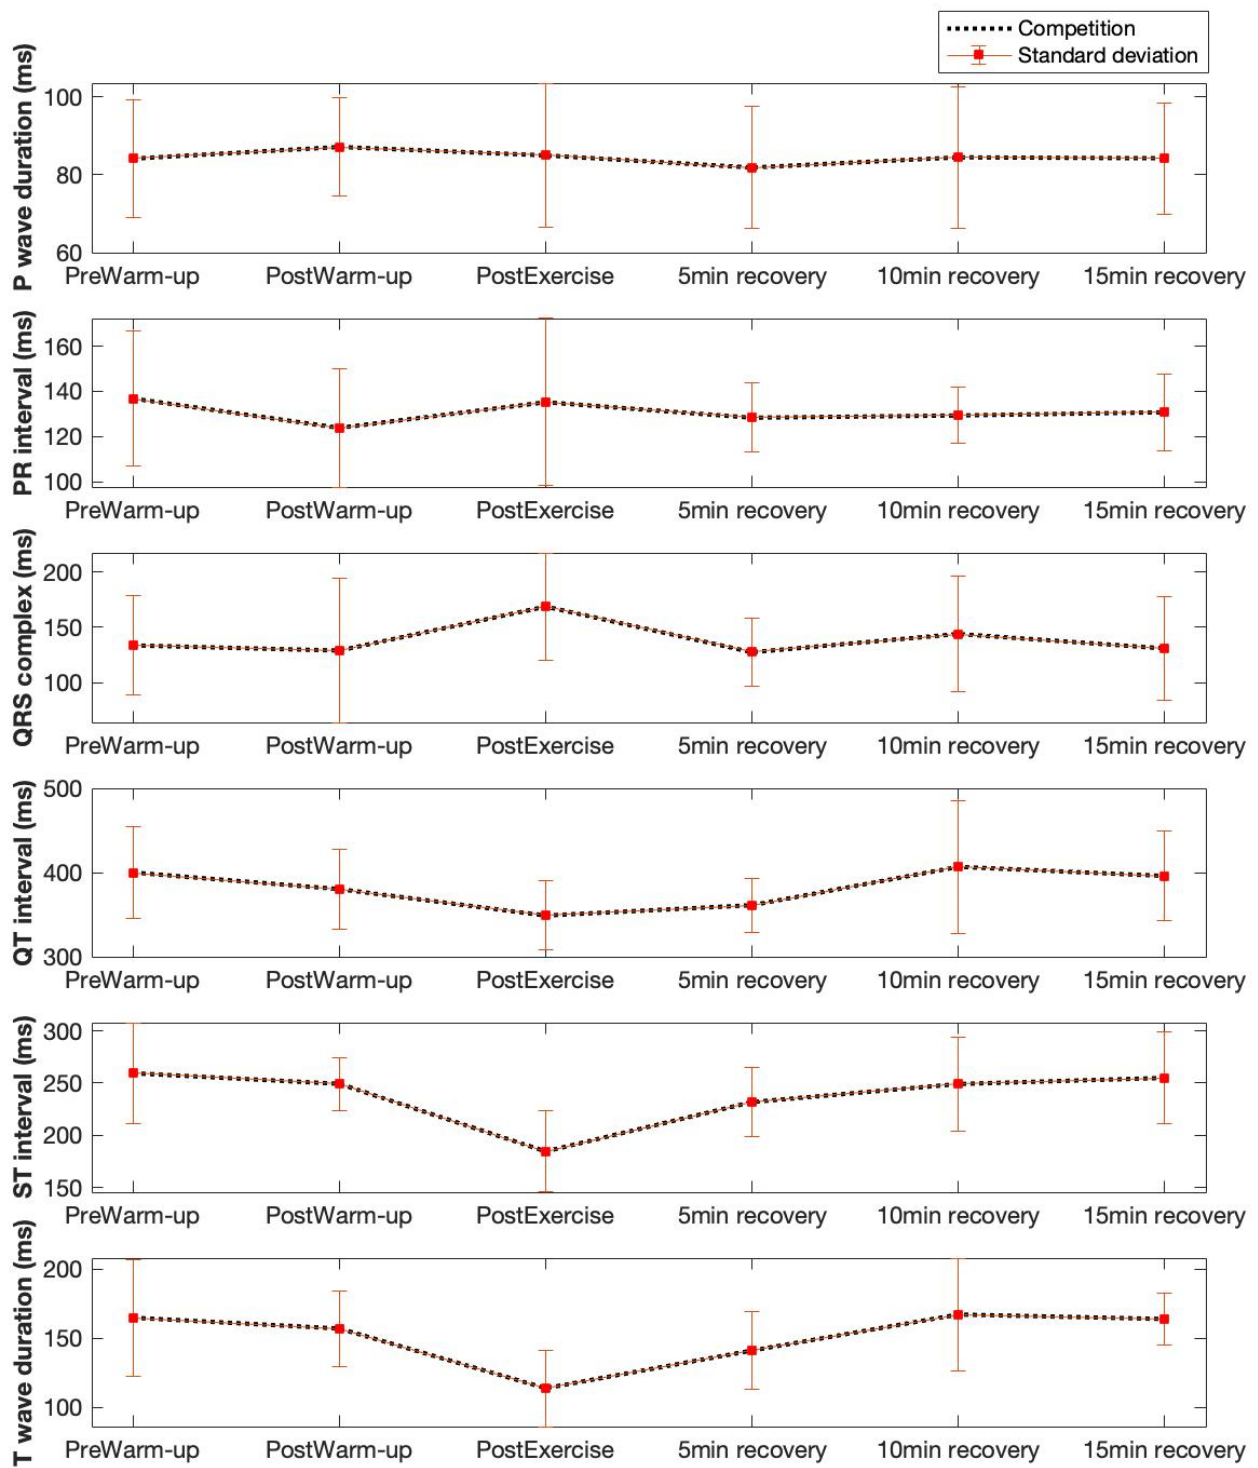 Competition
Standard deviation
P wave duration (ms)
100
80
60
PreWarm-up PostWarm-up PostExercise 5min recovery 10min recovery 15min recovery
PR interval (ms)
160
140
120
100
PreWarm-up PostWarm-up PostExercise 5min recovery 10min recovery 15min recovery
QRS complex (ms)
200
150
100
PreWarm-up PostWarm-up PostExercise 5min recovery 10min recovery 15min recovery
QT interval (ms)
500
400
300
PreWarm-up PostWarm-up PostExercise 5min recovery 10min recovery 15min recovery
ST interval (ms)
300
250
200
150
PreWarm-up PostWarm-up PostExercise 5min recovery 10min recovery 15min recovery
T wave duration (ms)
200
150
100
PreWarm-up PostWarm-up PostExercise 5min recovery 10min recovery 15min recovery